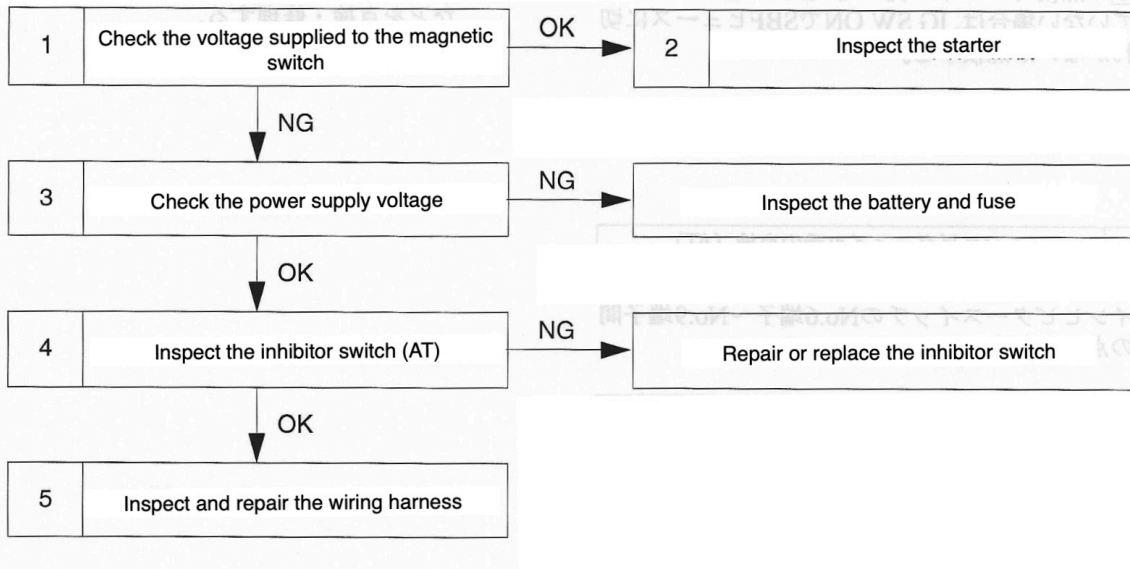 1
Check the voltage supplied to the magnetic
switch
OK
2
Inspect the starter
NG
3
Check the power supply voltage
NG
Inspect the battery and fuse
OK
4
Inspect the inhibitor switch (AT)
NG
Repair or replace the inhibitor switch
OK
5
Inspect and repair the wiring harness